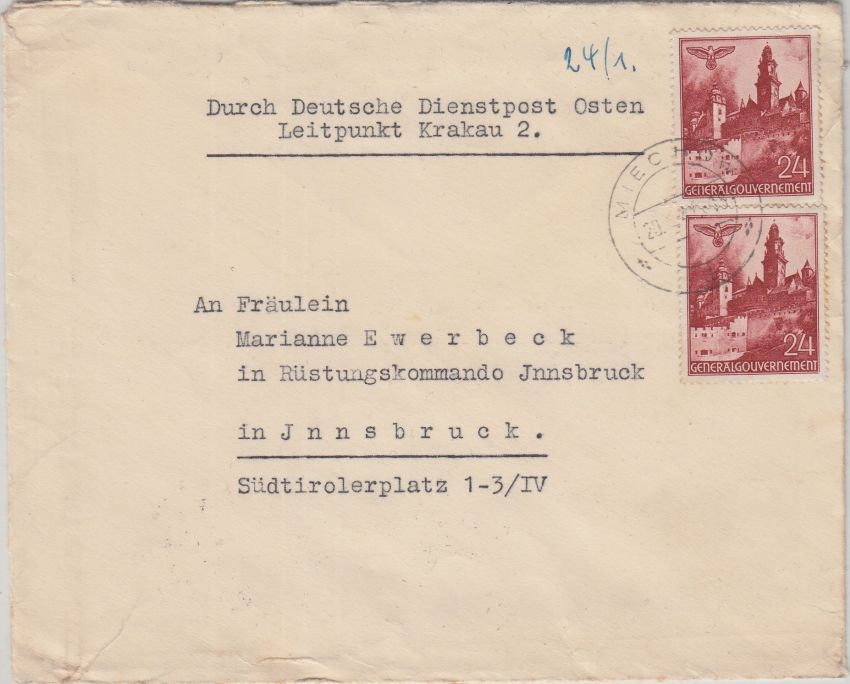 24/1.
Durch Deutsche Dienstpost Osten
Leitpunkt Krakau 2.
24
GENERALGOUVERNEMENT
24
GENERALGOUVERNEMENT
An Fräulein
Marianne E w e r b e c k
in Rüstungskommando Jnnsbruck
in J n n s b r u c k .
Südtirolerplatz 1-3/IV